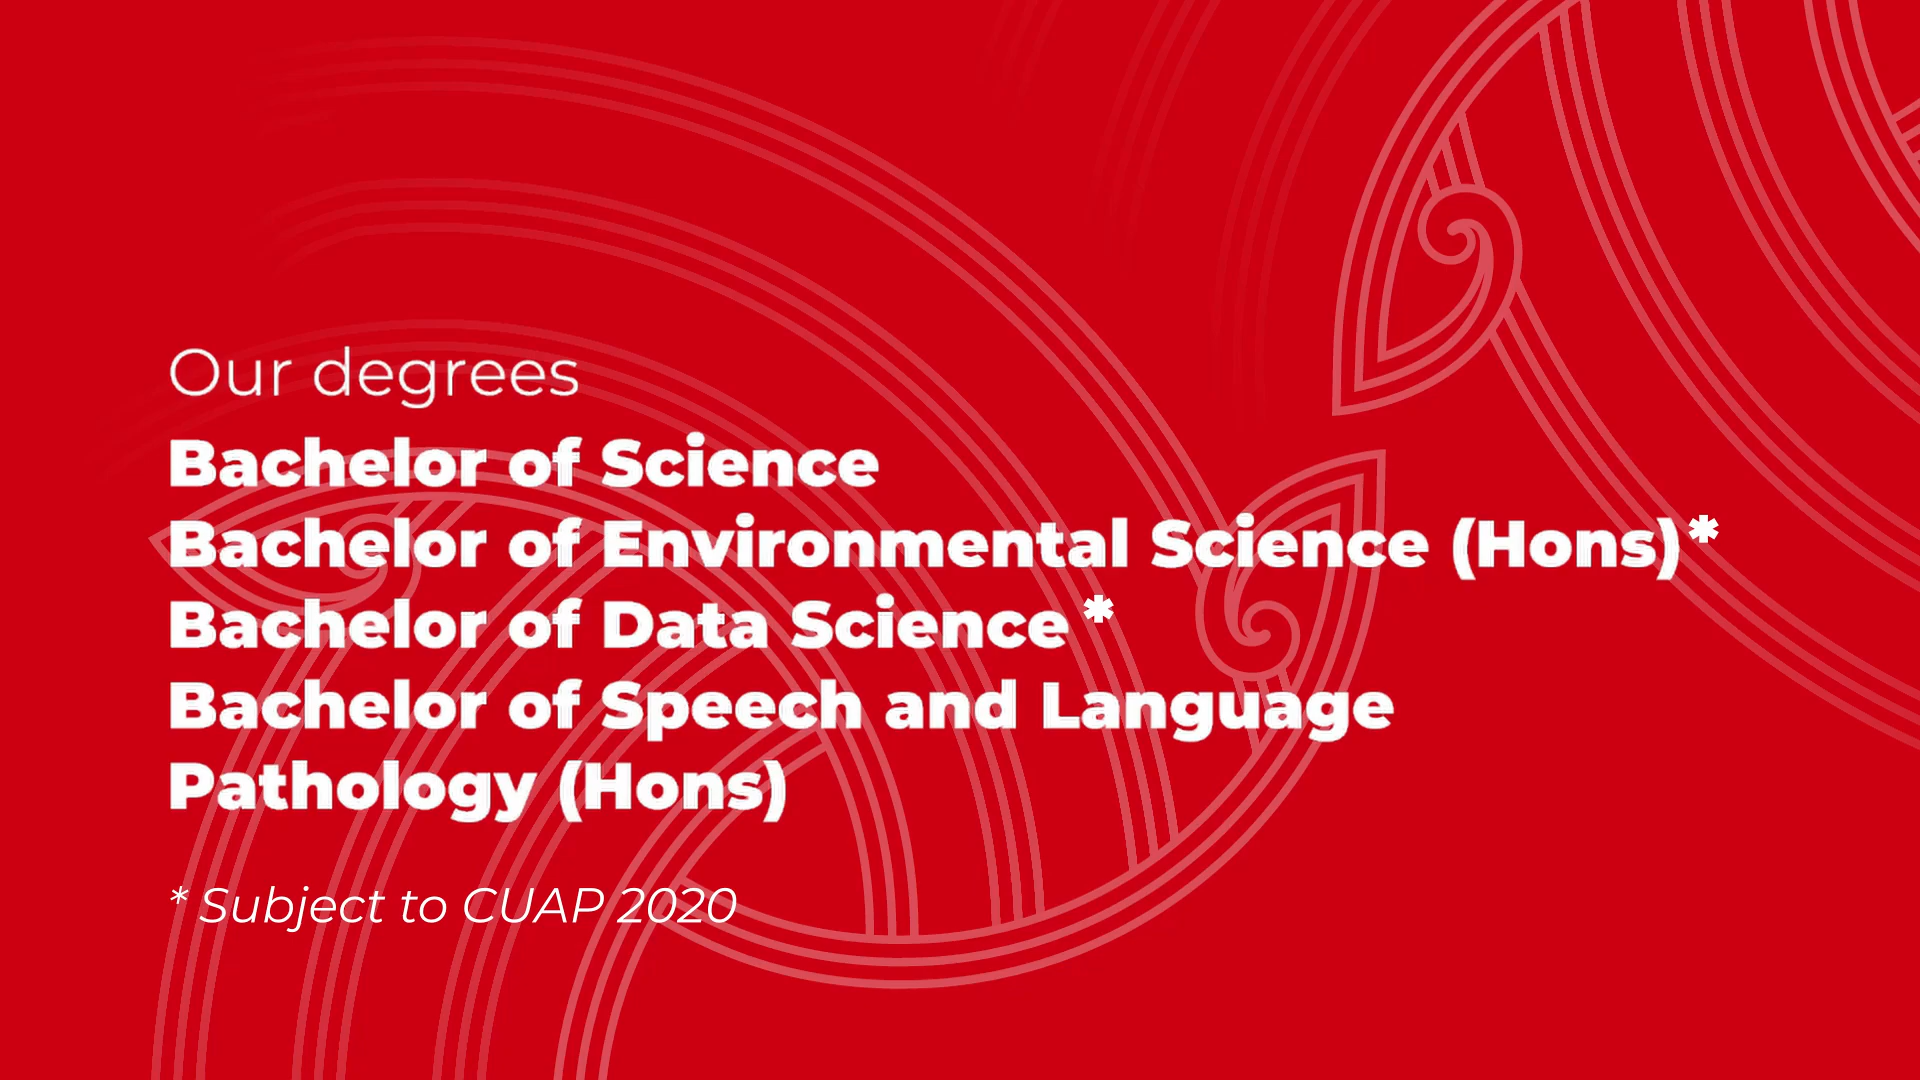 Our degrees
Bachelor of Science
Bachelor of Environmental Science (Hons)*
Bachelor of Data Science*
Bachelor of Speech and Language
Pathology (Hons)
* Subject to CUAP 2020